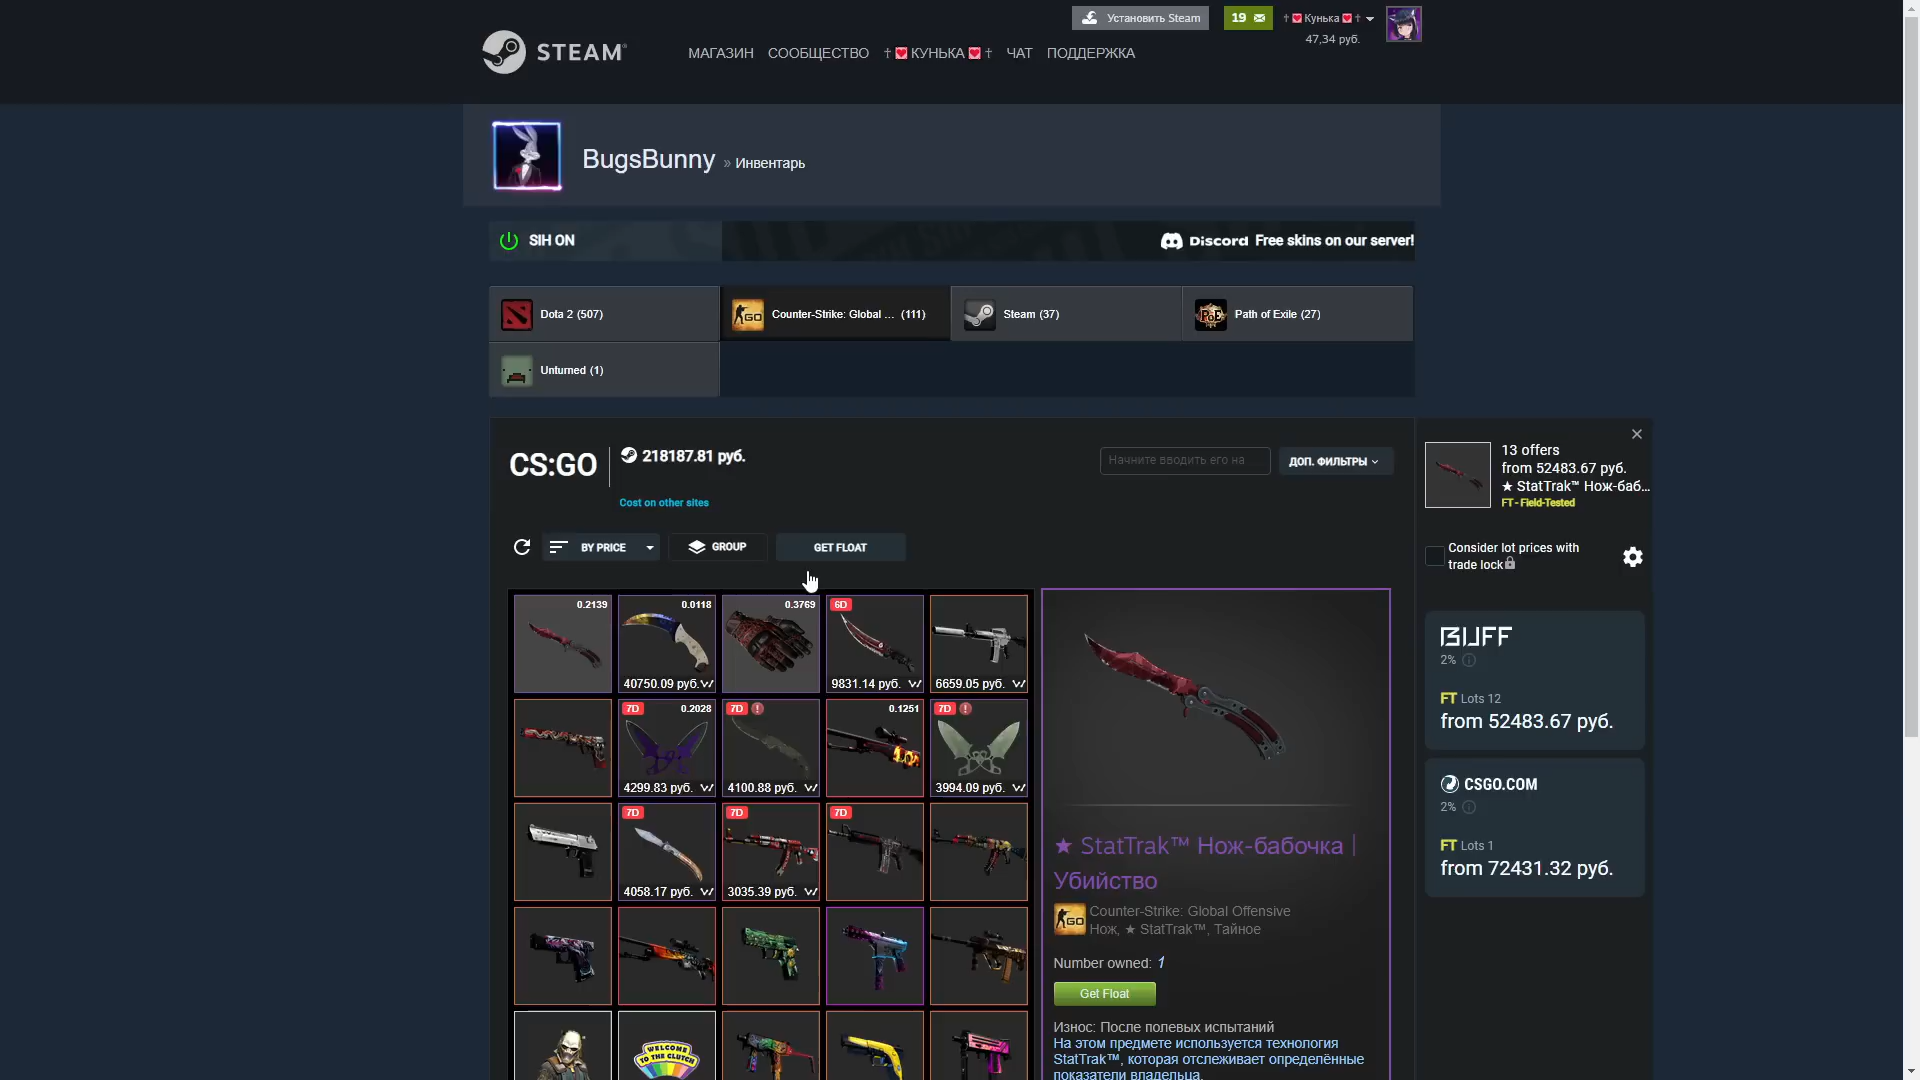 Установить Steam
19
† Кунька †
47,34 руб.
STEAM
МАГАЗИН СООБЩЕСТВО † КУНЬКА † ЧАТ ПОДДЕРЖКА
BugsBunny » Инвентарь
SIH ON
Discord Free skins on our server!
Dota 2 (507)
Counter-Strike: Global ... (111)
Steam (37)
Path of Exile (27)
Unturned (1)
CS:GO
218187.81 руб.
Cost on other sites
Начните вводить его на
ДОП. ФИЛЬТРЫ
13 offers
from 52483.67 руб.
★ StatTrak™ Нож-баб...
FT - Field-Tested
BY PRICE
GROUP
GET FLOAT
Consider lot prices with
trade lock
0.2139
0.0118
40750.09 руб.
0.3769
6D
9831.14 руб.
6659.05 руб.
7D
0.2028
4299.83 руб.
7D
4100.88 руб.
0.1251
7D
3994.09 руб.
7D
4058.17 руб.
7D
3035.39 руб.
7D
WELCOME
TO THE CLUTCH
★ StatTrak™ Нож-бабочка |
Убийство
GO
Counter-Strike: Global Offensive
Нож, ★ StatTrak™, Тайное
Number owned: 1
Get Float
Износ: После полевых испытаний
На этом предмете используется технология
StatTrak™, которая отслеживает определённые
показатели владельца.
BUFF
2%
FT Lots 12
from 52483.67 руб.
CSGO.COM
2%
FT Lots 1
from 72431.32 руб.